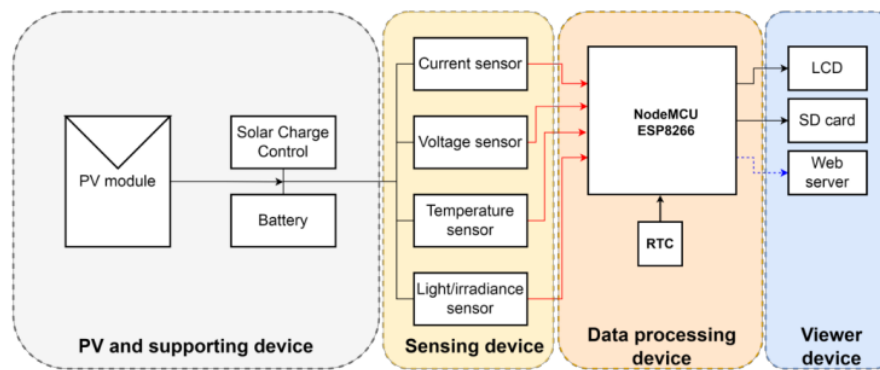 PV module
Solar Charge
Control
Battery
PV and supporting device
Current sensor
Voltage sensor
Temperature
sensor
Light/irradiance
sensor
Sensing device
NodeMCU
ESP8266
RTC
Data processing
device
LCD
SD card
Web
server
Viewer
device